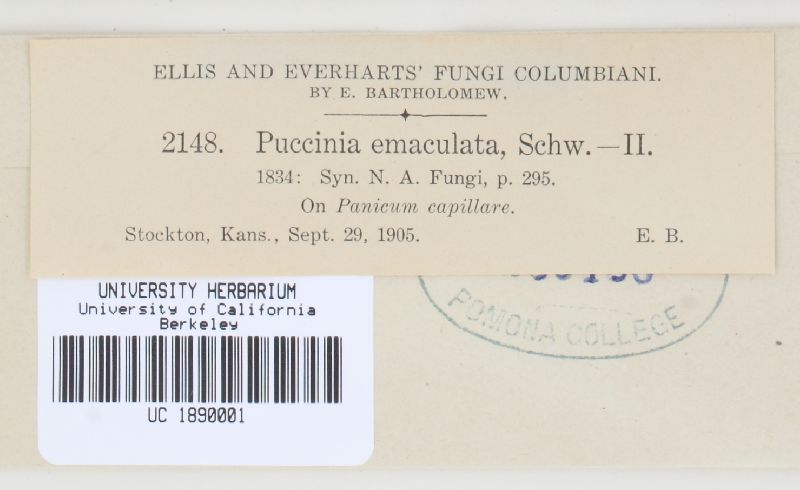 ELLIS AND EVERHARTS' FUNGI COLUMBIANI.
BY E. BARTHOLOMEW.
2148. Puccinia emaculata, Schw.—II.
1834: Syn. N. A. Fungi, p. 295.
On Panicum capillare.
Stockton, Kans., Sept. 29, 1905. E. B.
POMONA COLLEGE
UNIVERSITY HERBARIUM
University of California
Berkeley
UC 1890001